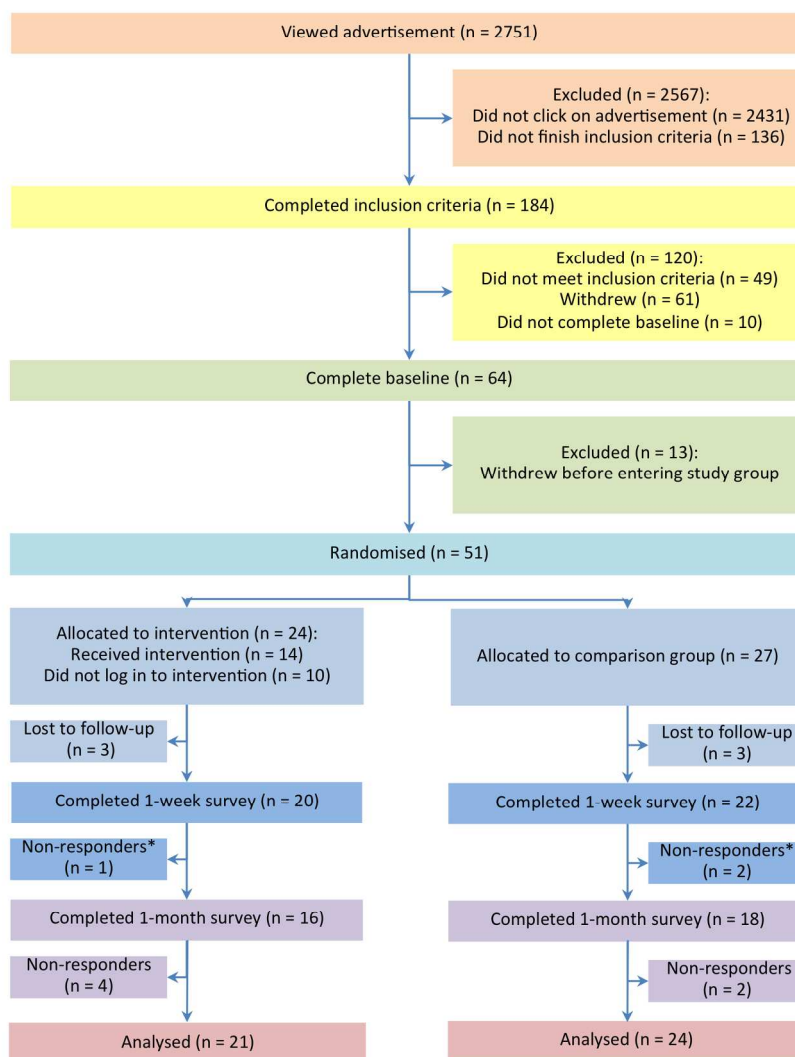 Viewed advertisement (n = 2751)
Excluded (n = 2567):
Did not click on advertisement (n = 2431)
Did not finish inclusion criteria (n = 136)
Completed inclusion criteria (n = 184)
Excluded (n = 120):
Did not meet inclusion criteria (n = 49)
Withdrew (n = 61)
Did not complete baseline (n = 10)
Complete baseline (n = 64)
Excluded (n = 13):
Withdrew before entering study group
Randomised (n = 51)
Allocated to intervention (n = 24):
Received intervention (n = 14)
Did not log in to intervention (n = 10)
Allocated to comparison group (n = 27)
Lost to follow-up
(n = 3)
Lost to follow-up
(n = 3)
Completed 1-week survey (n = 20)
Completed 1-week survey (n = 22)
Non-responders*
(n = 1)
Non-responders*
(n = 2)
Completed 1-month survey (n = 16)
Completed 1-month survey (n = 18)
Non-responders
(n = 4)
Non-responders
(n = 2)
Analysed (n = 21)
Analysed (n = 24)